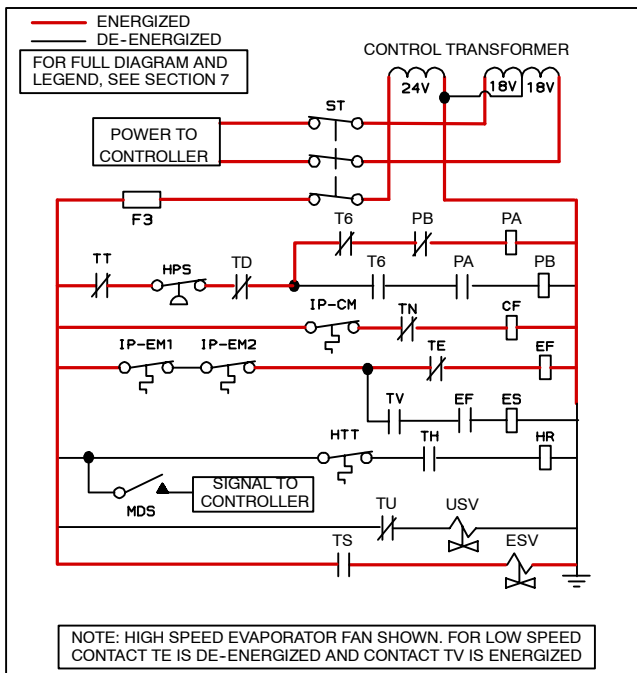 ENERGIZED
DE-ENERGIZED
FOR FULL DIAGRAM AND
LEGEND, SEE SECTION 7
CONTROL TRANSFORMER
24V
18V
18V
ST
POWER TO
CONTROLLER
F3
T6
PB
PA
TT
HPS
TD
T6
PA
PB
IP-CM
TN
CF
IP-EM1
IP-EM2
TE
EF
TV
EF
ES
HTT
TH
HR
SIGNAL TO
CONTROLLER
MDS
TU
USV
TS
ESV
NOTE: HIGH SPEED EVAPORATOR FAN SHOWN. FOR LOW SPEED
CONTACT TE IS DE-ENERGIZED AND CONTACT TV IS ENERGIZED